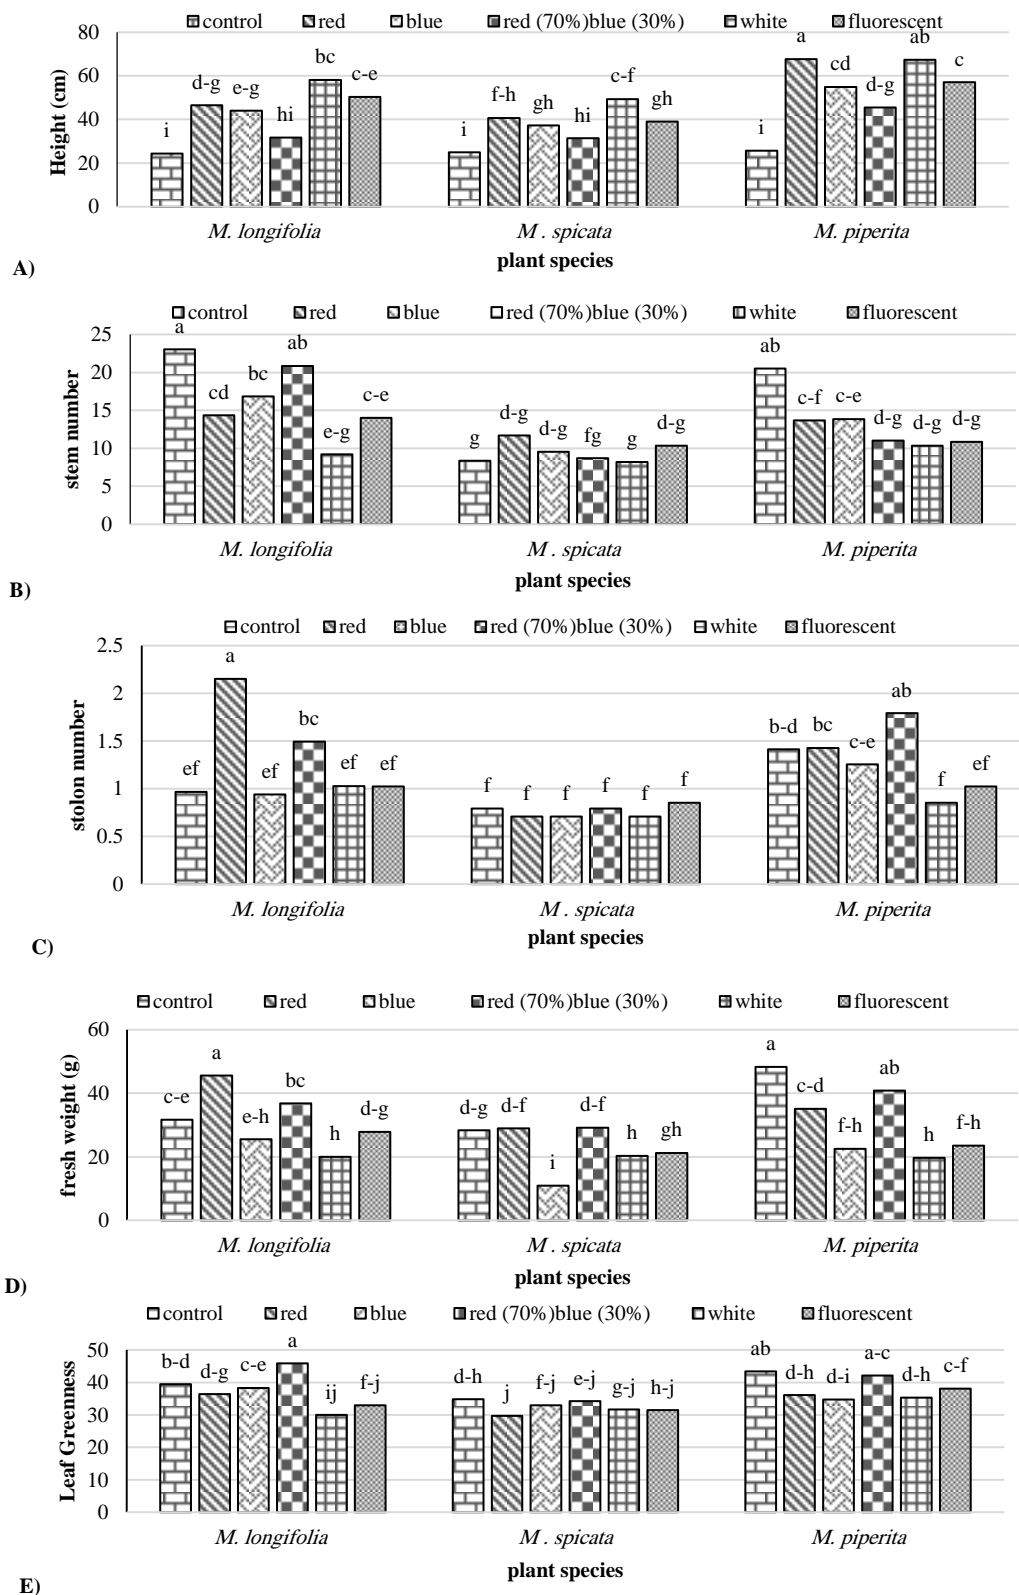 control red blue red (70%)blue (30%) white fluorescent
80
60
40
20
0
Height (cm)
i d-g e-g hi bc c-e
i f-h gh hi c-f gh
i a cd d-g ab c
M. longifolia M . spicata M. piperita
plant species
A)
control red blue red (70%)blue (30%) white fluorescent
25
20
15
10
5
0
stem number
a cd bc ab e-g c-e
g d-g d-g fg g d-g
ab c-f c-e d-g d-g d-g
M. longifolia M . spicata M. piperita
plant species
B)
control red blue red (70%)blue (30%) white fluorescent
2.5
2
1.5
1
0.5
0
stolon number
ef a ef bc ef ef
f f f f f f
b-d bc c-e ab f ef
M. longifolia M . spicata M. piperita
plant species
C)
control red blue red (70%)blue (30%) white fluorescent
60
40
20
0
fresh weight (g)
c-e a e-h bc h d-g
d-g d-f i d-f h gh
a c-d f-h ab h f-h
M. longifolia M . spicata M. piperita
plant species
D)
control red blue red (70%)blue (30%) white fluorescent
50
40
30
20
10
0
Leaf Greenness
b-d d-g c-e a ij f-j
d-h j f-j e-j g-j h-j
ab d-h d-i a-c d-h c-f
M. longifolia M . spicata M. piperita
plant species
E)